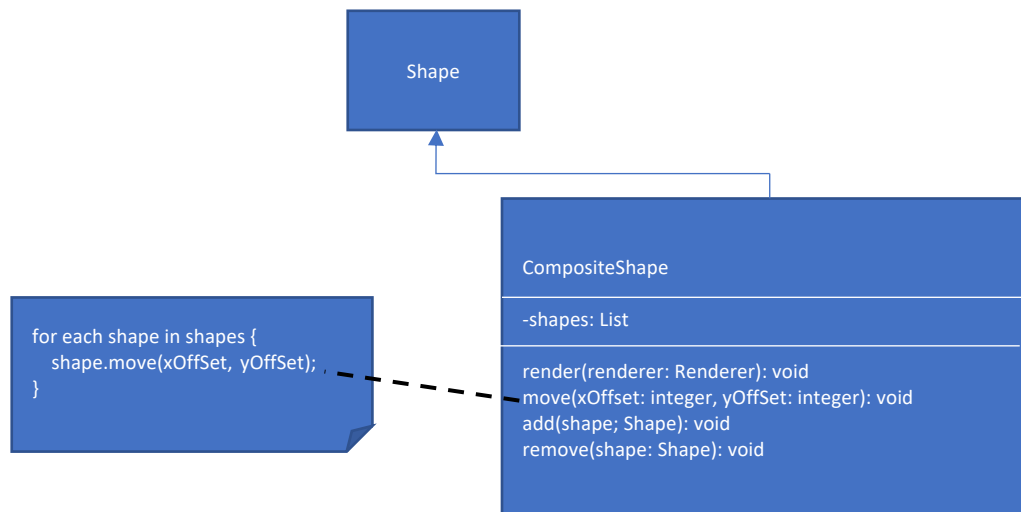 Shape
CompositeShape
-shapes: List
for each shape in shapes {
shape.move(xOffSet, yOffSet);
}
render(renderer: Renderer): void
move(xOffset: integer, yOffSet: integer): void
add(shape; Shape): void
remove(shape: Shape): void